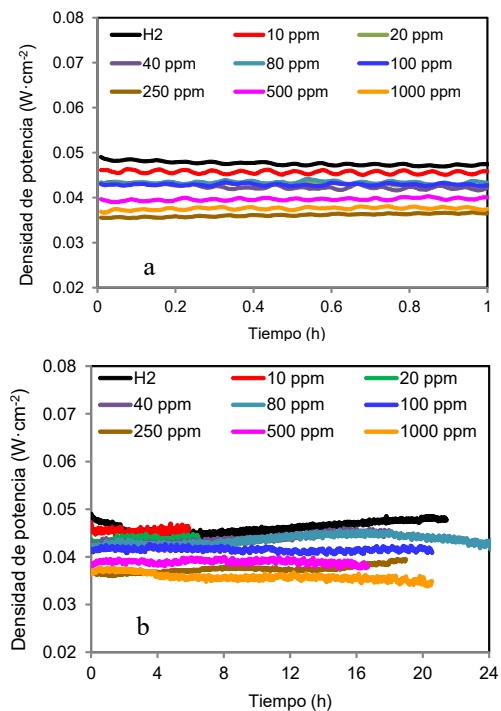 Densidad de potencia (W·cm-2)
0.08
0.07
0.06
0.05
0.04
0.03
0.02
H2 10 ppm 20 ppm
40 ppm 80 ppm 100 ppm
250 ppm 500 ppm 1000 ppm
a
0 0.2 0.4 0.6 0.8 1
Tiempo (h)
Densidad de potencia (W·cm-2)
0.08
0.07
0.06
0.05
0.04
0.03
0.02
H2 10 ppm 20 ppm
40 ppm 80 ppm 100 ppm
250 ppm 500 ppm 1000 ppm
b
0 4 8 12 16 20 24
Tiempo (h)